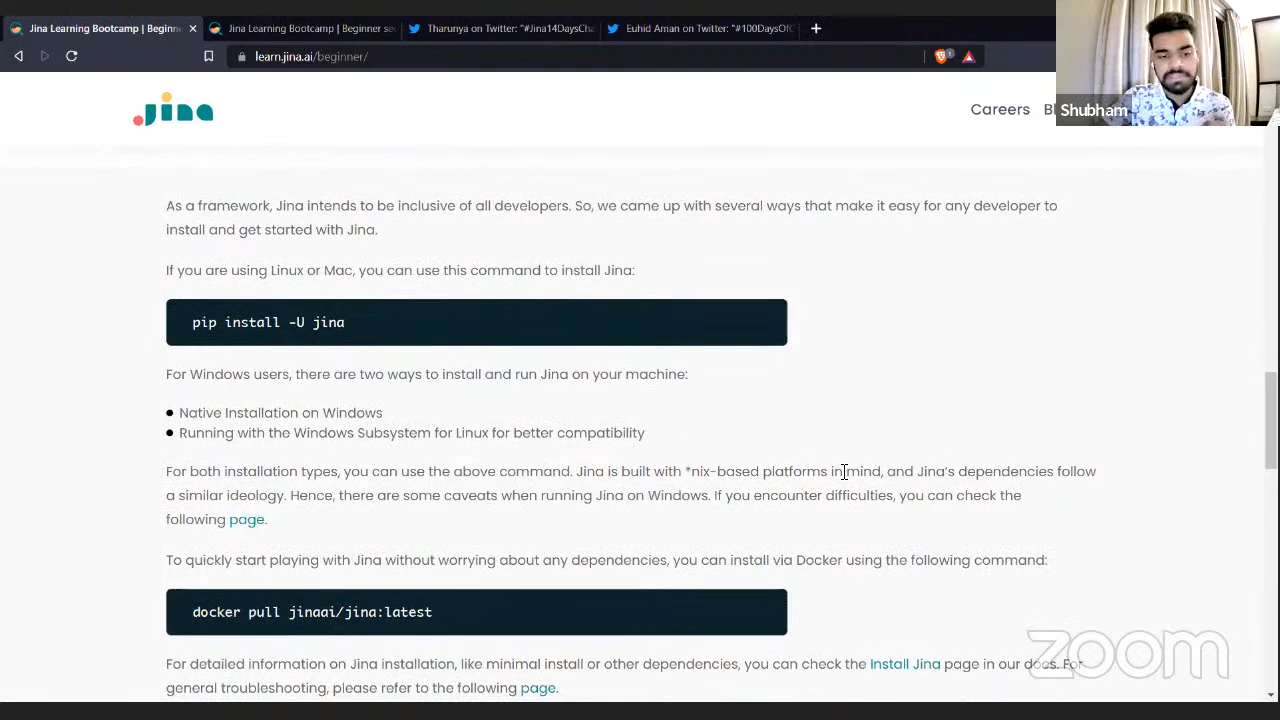 Jina Learning Bootcamp | Beginn
Jina Learning Bootcamp | Beginner se
Tharunya on Twitter: "#Jina14DaysCha
Euhid Aman on Twitter: "#100DaysOfC
learn.jina.ai/beginner/
1
Jina
Careers
Shubham
As a framework, Jina intends to be inclusive of all developers. So, we came up with several ways that make it easy for any developer to
install and get started with Jina.
If you are using Linux or Mac, you can use this command to install Jina:
pip install -U jina
For Windows users, there are two ways to install and run Jina on your machine:
Native Installation on Windows
Running with the Windows Subsystem for Linux for better compatibility
For both installation types, you can use the above command. Jina is built with *nix-based platforms in mind, and Jina's dependencies follow
a similar ideology. Hence, there are some caveats when running Jina on Windows. If you encounter difficulties, you can check the
following page.
To quickly start playing with Jina without worrying about any dependencies, you can install via Docker using the following command:
docker pull jinaai/jina:latest
For detailed information on Jina installation, like minimal install or other dependencies, you can check the Install Jina page in our docs. For
general troubleshooting, please refer to the following page.
zoom